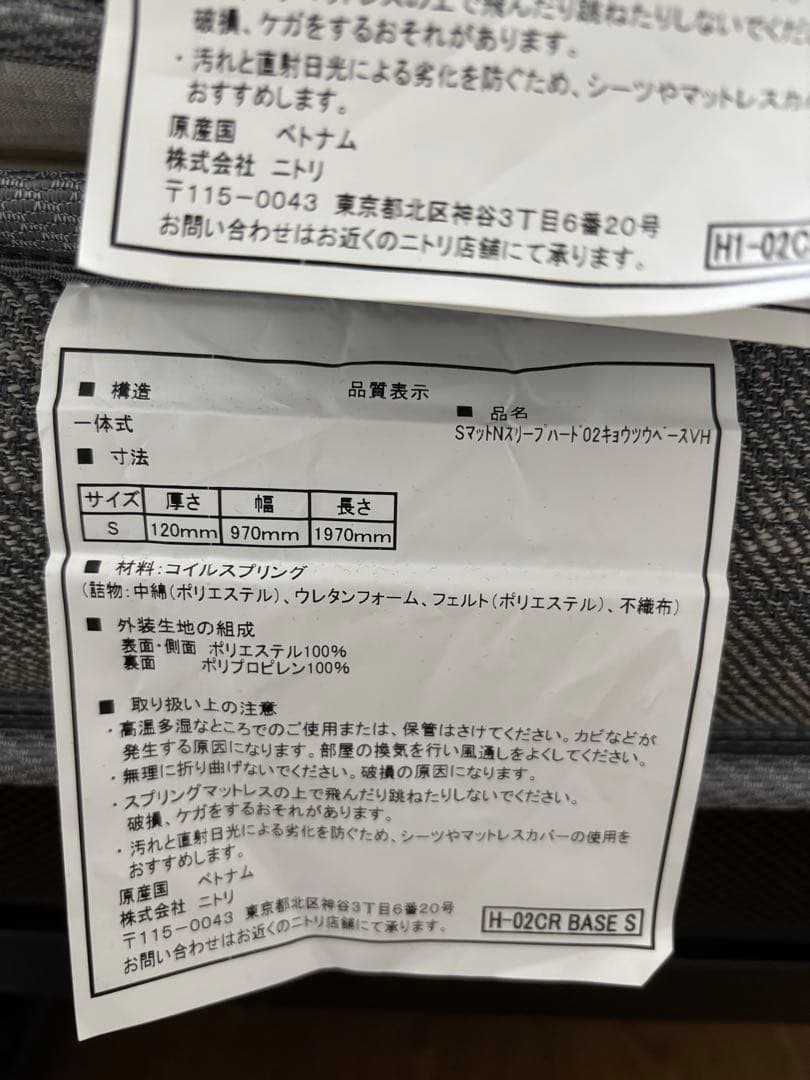 マットレスの上で飛んだり跳ねたりしないでくだ
破損、ケガをするおそれがあります。
・汚れと直射日光による劣化を防ぐため、シーツやマットレスカ
おすすめします。
原産国 ベトナム
株式会社 ニトリ
〒115-0043 東京都北区神谷3丁目6番20号
お問い合わせはお近くのニトリ店舗にて承ります。
H1-02C
品質表示
■ 構造
一体式
■ 品名
SマットNスリープハード02キョウツウベースVH
■ 寸法
サイズ 厚さ 幅 長さ
S 120mm 970mm 1970mm
■ 材料:コイルスプリング
(詰物:中綿(ポリエステル)、ウレタンフォーム、フェルト(ポリエステル)、不織布)
■ 外装生地の組成
表面・側面 ポリエステル100%
裏面 ポリプロピレン100%
■ 取り扱い上の注意
・高温多湿なところでのご使用または、保管はさけてください。カビなどが
発生する原因になります。部屋の換気を行い風通しをよくしてください。
・無理に折り曲げないでください。破損の原因になります。
・スプリングマットレスの上で飛んだり跳ねたりしないでください。
破損、ケガをするおそれがあります。
・汚れと直射日光による劣化を防ぐため、シーツやマットレスカバーの使用を
おすすめします。
原産国 ベトナム
株式会社 ニトリ
〒115-0043 東京都北区神谷3丁目6番20号
お問い合わせはお近くのニトリ店舗にて承ります。
H-02CR BASE S